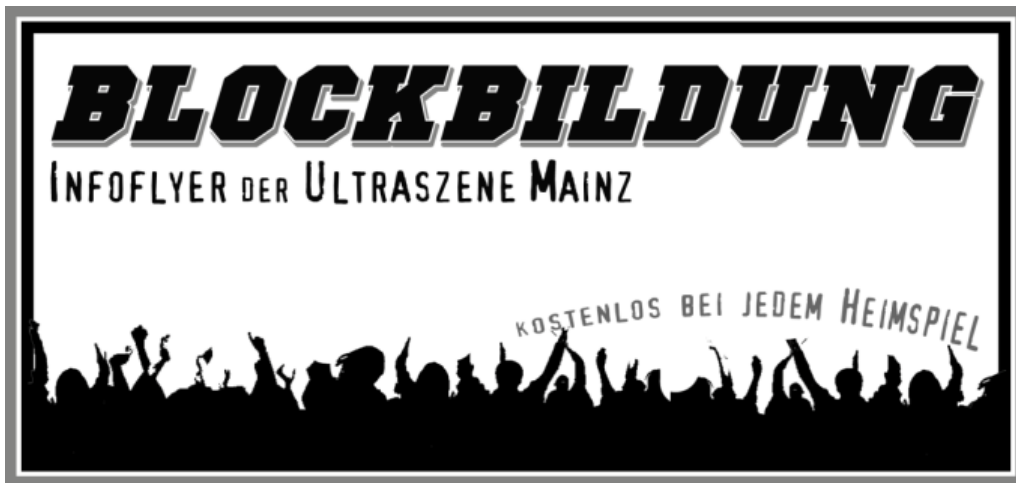 BLOCKBILDUNG
INFOFLYER DER ULTRASZENE MAINZ
KOSTENLOS BEI JEDEM HEIMSPIEL